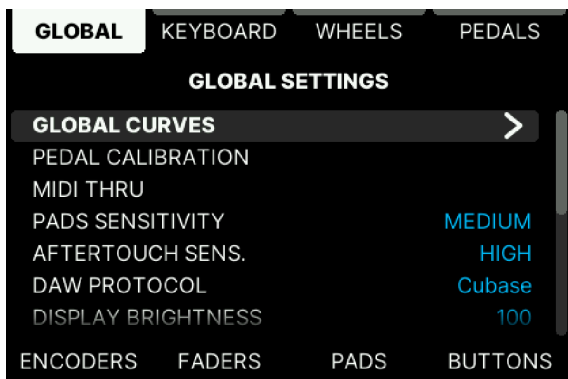 GLOBAL KEYBOARD WHEELS PEDALS
GLOBAL SETTINGS
GLOBAL CURVES
PEDAL CALIBRATION
MIDI THRU
PADS SENSITIVITY MEDIUM
AFTERTOUCH SENS. HIGH
DAW PROTOCOL Cubase
DISPLAY BRIGHTNESS 100
ENCODERS FADERS PADS BUTTONS